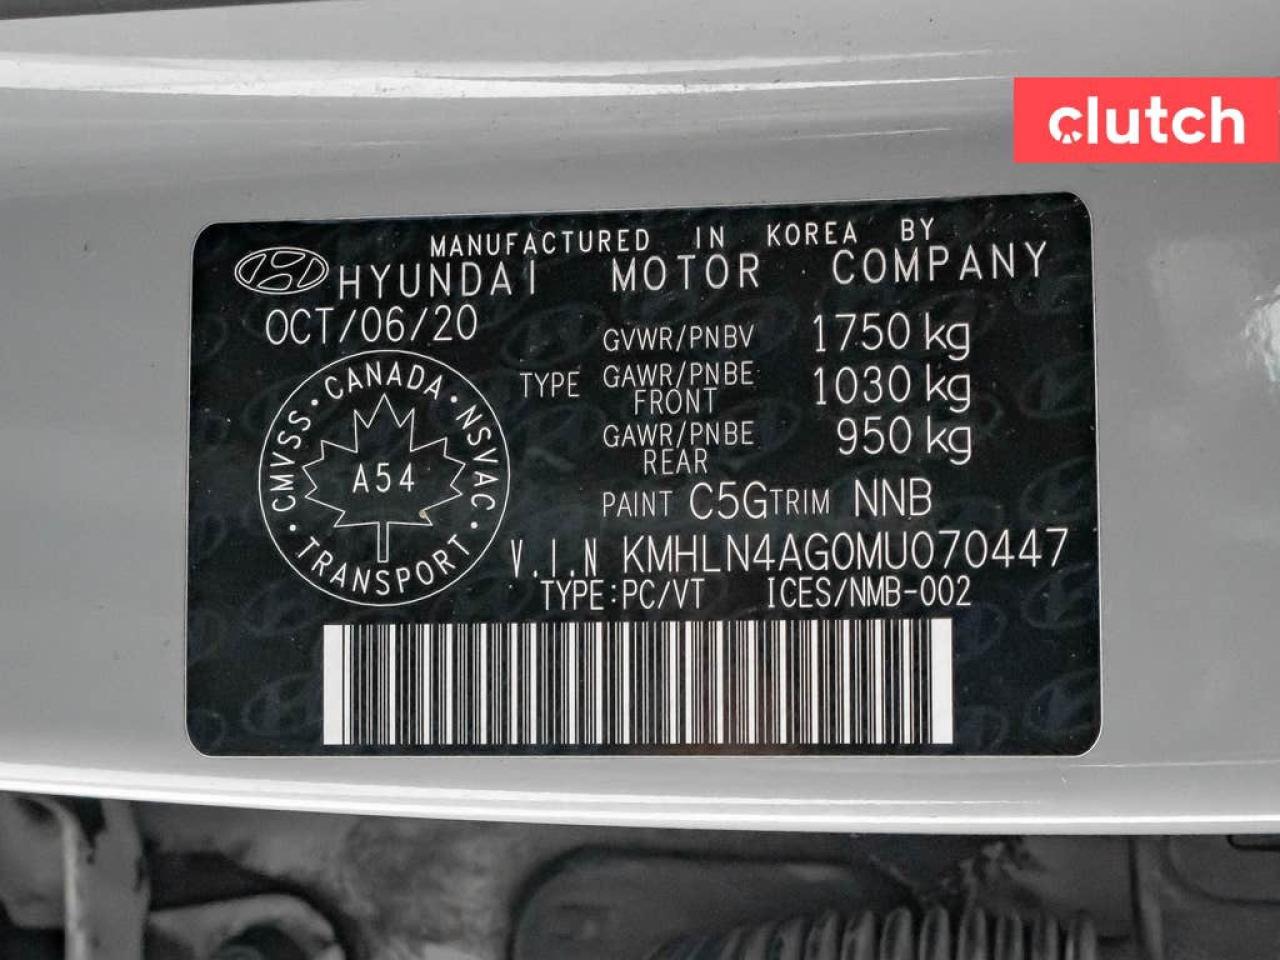 clutch
MANUFACTURED IN KOREA BY
HYUNDAI MOTOR COMPANY
OCT/06/20
GVWR/PNBV 1750 kg
TYPE GAWR/PNBE FRONT 1030 kg
GAWR/PNBE REAR 950 kg
PAINT C5G TRIM NNB
CMVSS · CANADA · NSVAC · TRANSPORT ·
A54
V.I.N KMHLN4AG0MU070447
TYPE:PC/VT ICES/NMB-002